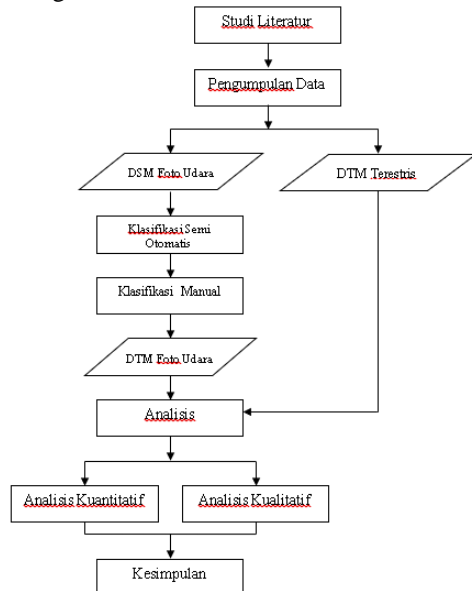 Studi Literatur
Pengumpulan Data
DSM Foto Udara
DTM Terestris
Klasifikasi Semi
Otomatis
Klasifikasi Manual
DTM Foto Udara
Analisis
Analisis Kuantitatif
Analisis Kualitatif
Kesimpulan